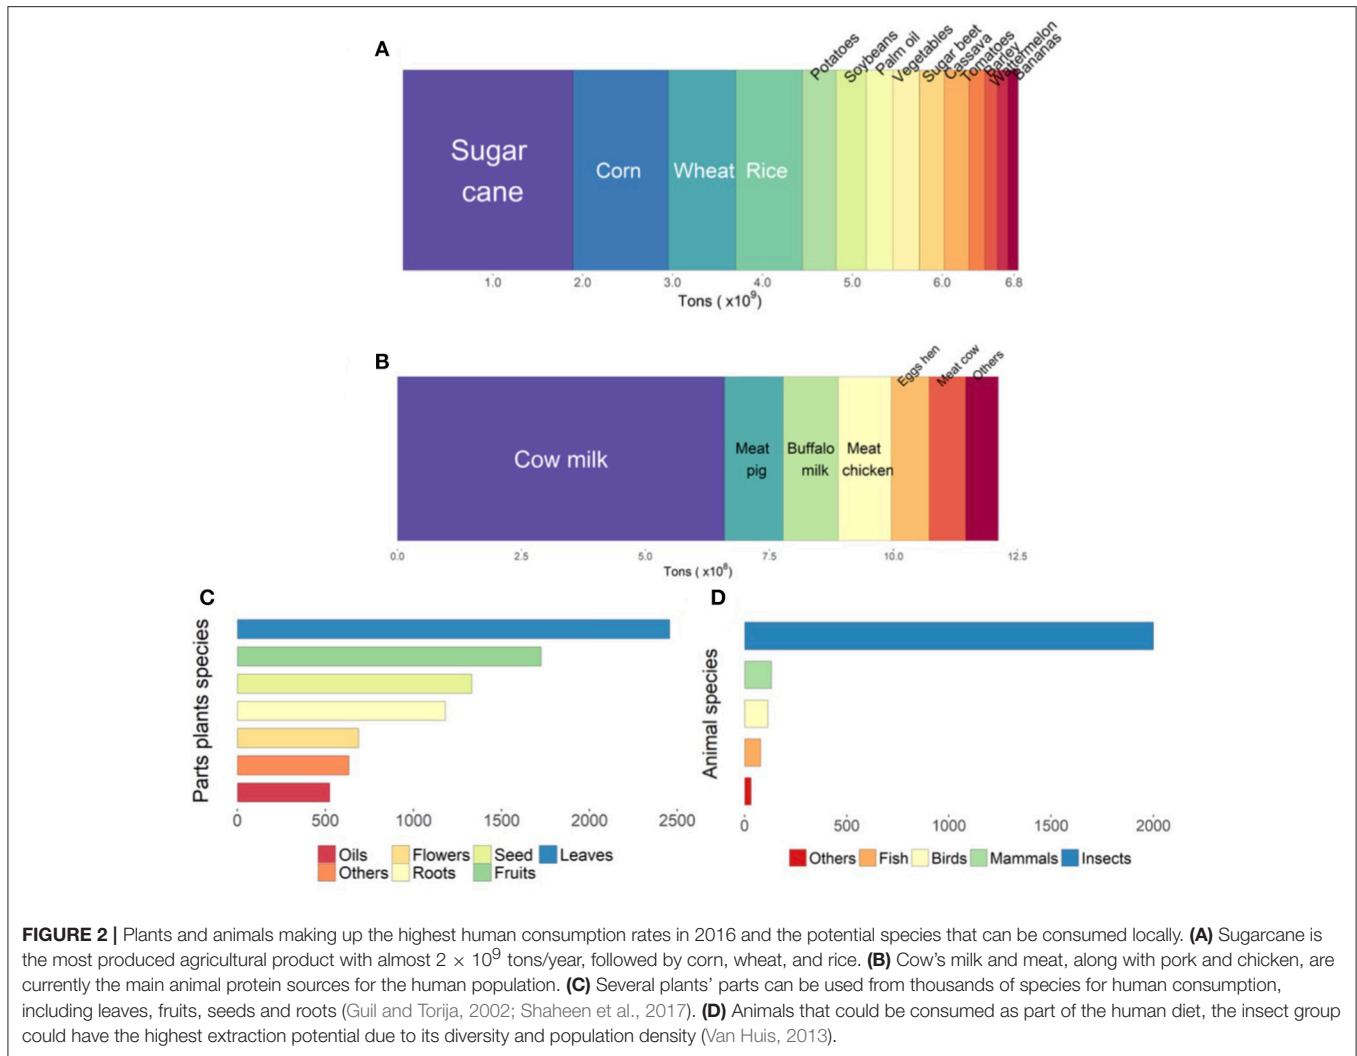 A
Potatoes
Soybeans
Palm oil
Vegetables
Sugar beet
Cassava
Tomatoes
Barley
Watermelon
Bananas
Sugar
cane
Corn
Wheat
Rice
1.0 2.0 3.0 4.0 5.0 6.0 6.8
Tons ( x10⁹)
B
Eggs hen
Meat cow
Others
Cow milk
Meat
pig
Buffalo
milk
Meat
chicken
0.0 2.5 5.0 7.5 10.0 12.5
Tons ( x10⁸)
C
Parts plants species
0 500 1000 1500 2000 2500
Oils Flowers Seed Leaves
Others Roots Fruits
D
Animal species
0 500 1000 1500 2000
Others Fish Birds Mammals Insects
FIGURE 2 | Plants and animals making up the highest human consumption rates in 2016 and the potential species that can be consumed locally. (A) Sugarcane is
the most produced agricultural product with almost 2 × 10⁹ tons/year, followed by corn, wheat, and rice. (B) Cow's milk and meat, along with pork and chicken, are
currently the main animal protein sources for the human population. (C) Several plants' parts can be used from thousands of species for human consumption,
including leaves, fruits, seeds and roots (Guil and Torija, 2002; Shaheen et al., 2017). (D) Animals that could be consumed as part of the human diet, the insect group
could have the highest extraction potential due to its diversity and population density (Van Huis, 2013).